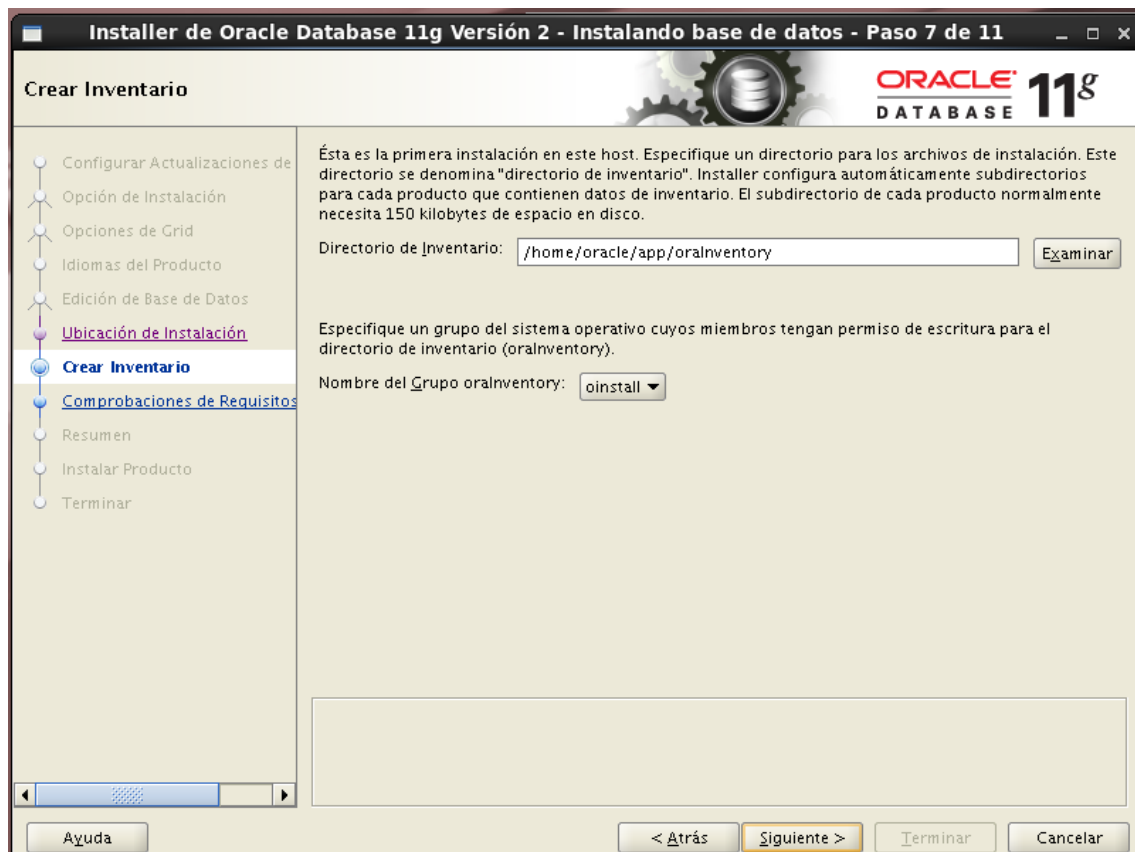 Installer de Oracle Database 11g Versión 2 - Instalando base de datos - Paso 7 de 11
Crear Inventario
ORACLE
DATABASE
11g
Configurar Actualizaciones de
Opción de Instalación
Opciones de Grid
Idiomas del Producto
Edición de Base de Datos
Ubicación de Instalación
Crear Inventario
Comprobaciones de Requisitos
Resumen
Instalar Producto
Terminar
Ésta es la primera instalación en este host. Especifique un directorio para los archivos de instalación. Este
directorio se denomina "directorio de inventario". Installer configura automáticamente subdirectorios
para cada producto que contienen datos de inventario. El subdirectorio de cada producto normalmente
necesita 150 kilobytes de espacio en disco.
Directorio de Inventario: /home/oracle/app/oraInventory Examinar
Especifique un grupo del sistema operativo cuyos miembros tengan permiso de escritura para el
directorio de inventario (oraInventory).
Nombre del Grupo oraInventory: oinstall
Ayuda < Atrás Siguiente > Terminar Cancelar